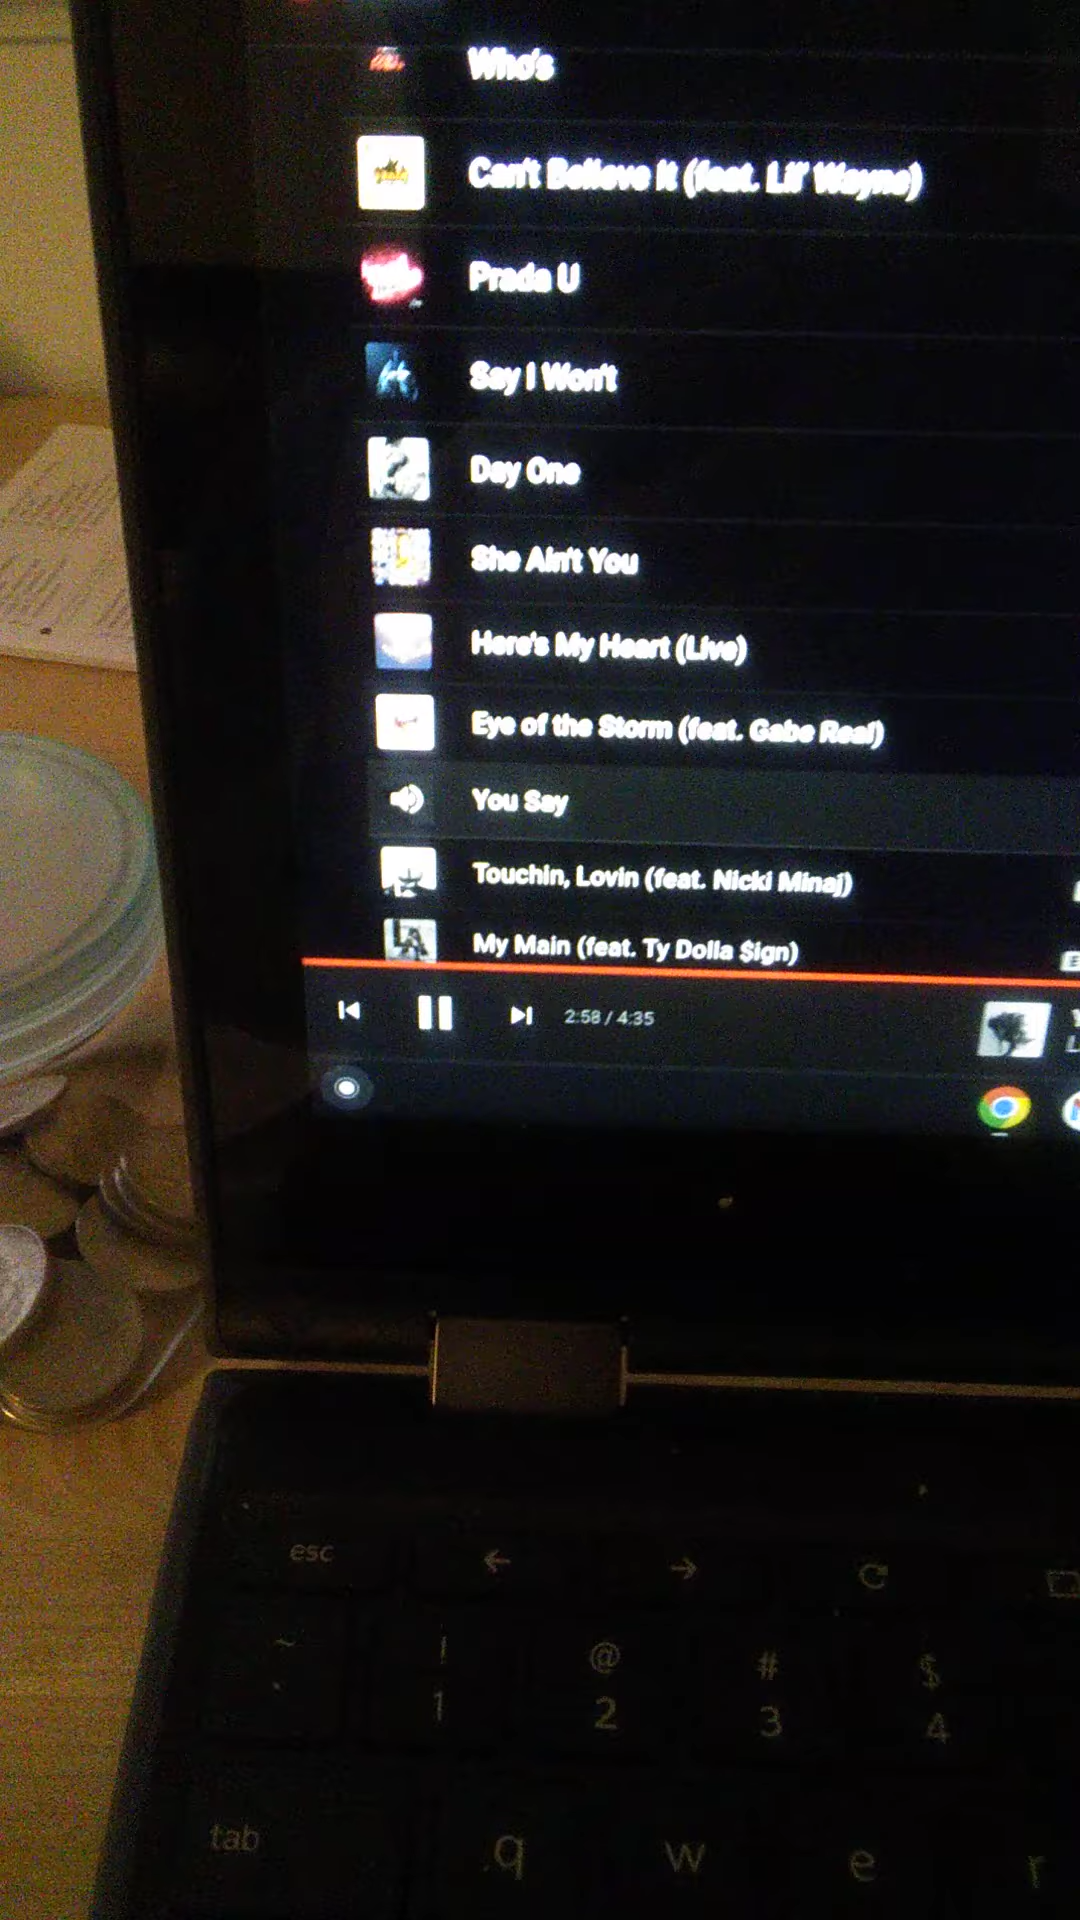 Who's
Can't Believe It (feat. Lil' Wayne)
Prada U
Say I Won't
Day One
She Ain't You
Here's My Heart (Live)
Eye of the Storm (feat. Gabe Real)
You Say
Touchin, Lovin (feat. Nicki Minaj)
My Main (feat. Ty Dolla $ign)
2:58 / 4:35
esc
~ ! @ # $
` 1 2 3 4
tab q w e r